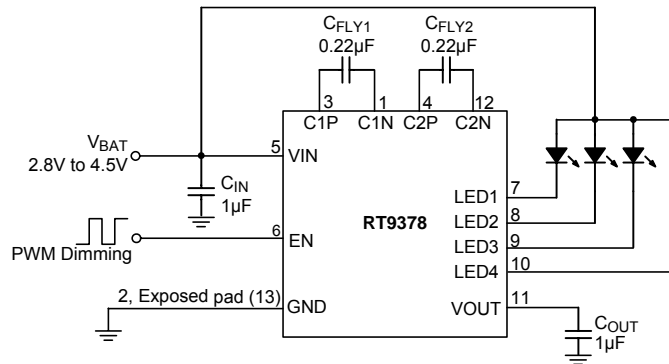 CFLY1
0.22µF
CFLY2
0.22µF
3
1
4
12
C1P
C1N
C2P
C2N
VBAT
2.8V to 4.5V
5
VIN
CIN
1µF
LED1
7
RT9378
LED2
8
6
EN
PWM Dimming
LED3
9
LED4
10
2, Exposed pad (13)
GND
VOUT
11
COUT
1µF